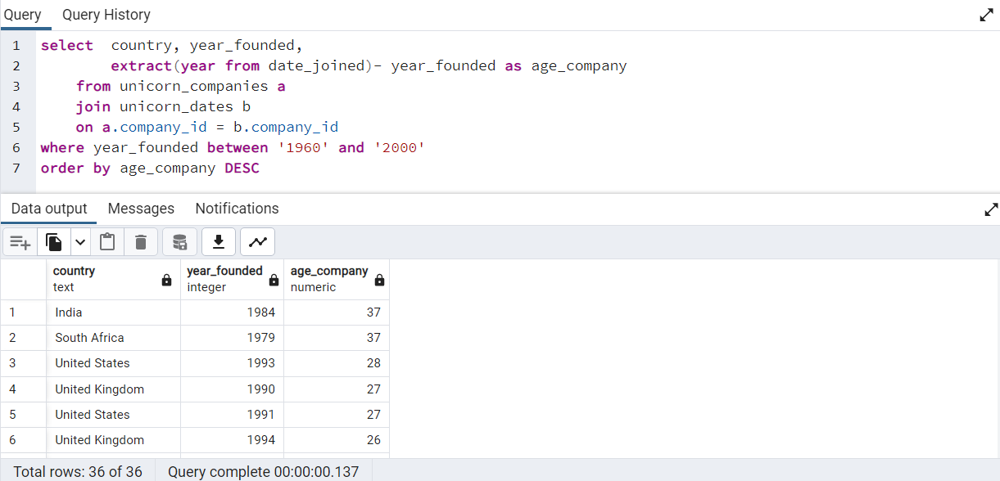 Query Query History
1 select  country, year_founded,
2         extract(year from date_joined)- year_founded as age_company
3     from unicorn_companies a
4     join unicorn_dates b
5     on a.company_id = b.company_id
6 where year_founded between '1960' and '2000'
7 order by age_company DESC
Data output Messages Notifications
country year_founded age_company
text integer numeric
1 India 1984 37
2 South Africa 1979 37
3 United States 1993 28
4 United Kingdom 1990 27
5 United States 1991 27
6 United Kingdom 1994 26
Total rows: 36 of 36 Query complete 00:00:00.137